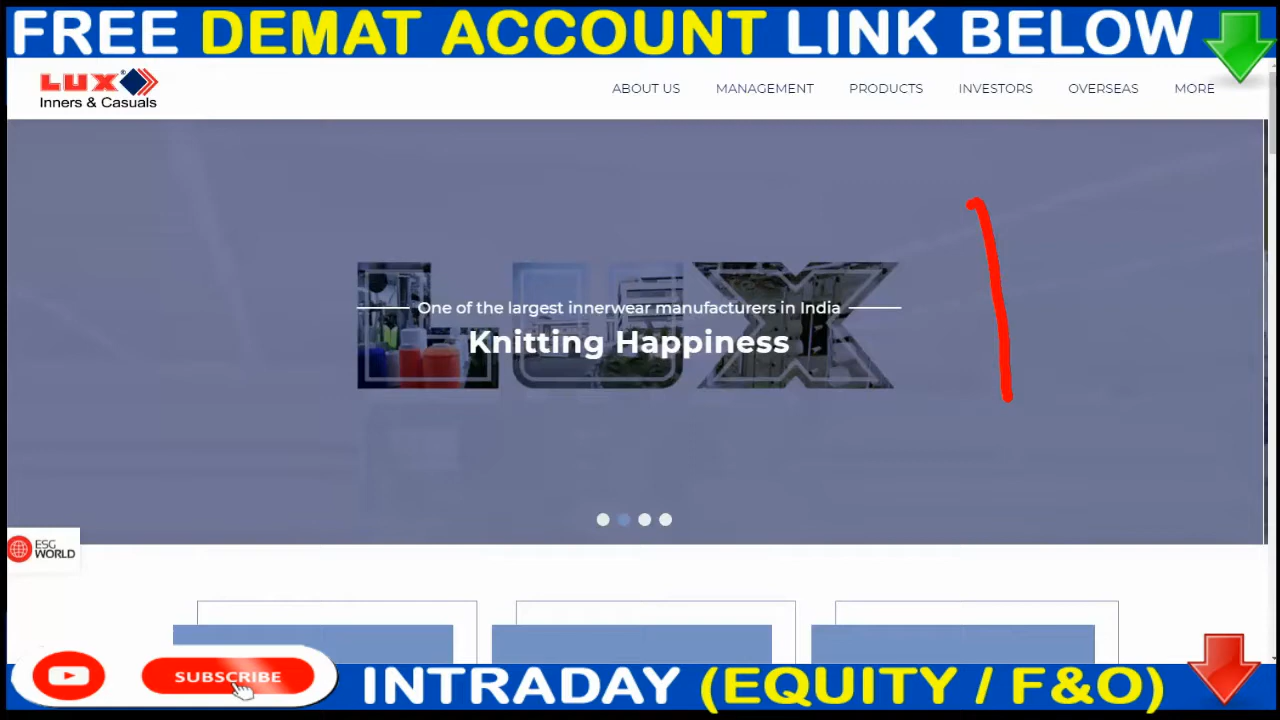 FREE DEMAT ACCOUNT LINK BELOW
LUX
Inners & Casuals
ABOUT US MANAGEMENT PRODUCTS INVESTORS OVERSEAS MORE
LUX
One of the largest innerwear manufacturers in India
Knitting Happiness
ESG
WORLD
SUBSCRIBE
INTRADAY (EQUITY / F&O)